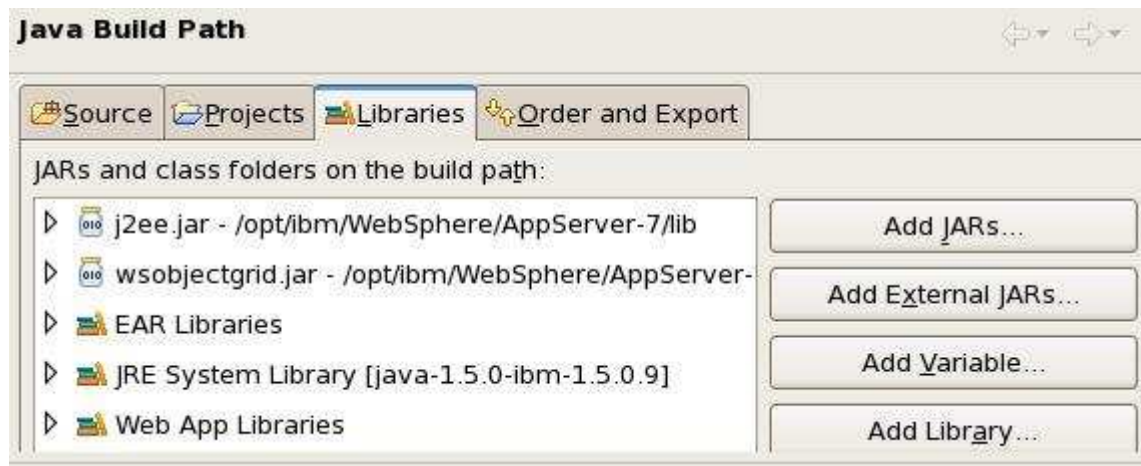 Java Build Path
Source Projects Libraries Order and Export
JARs and class folders on the build path:
j2ee.jar - /opt/ibm/WebSphere/AppServer-7/lib
wsobjectgrid.jar - /opt/ibm/WebSphere/AppServer-
EAR Libraries
JRE System Library [java-1.5.0-ibm-1.5.0.9]
Web App Libraries
Add JARs...
Add External JARs...
Add Variable...
Add Library...